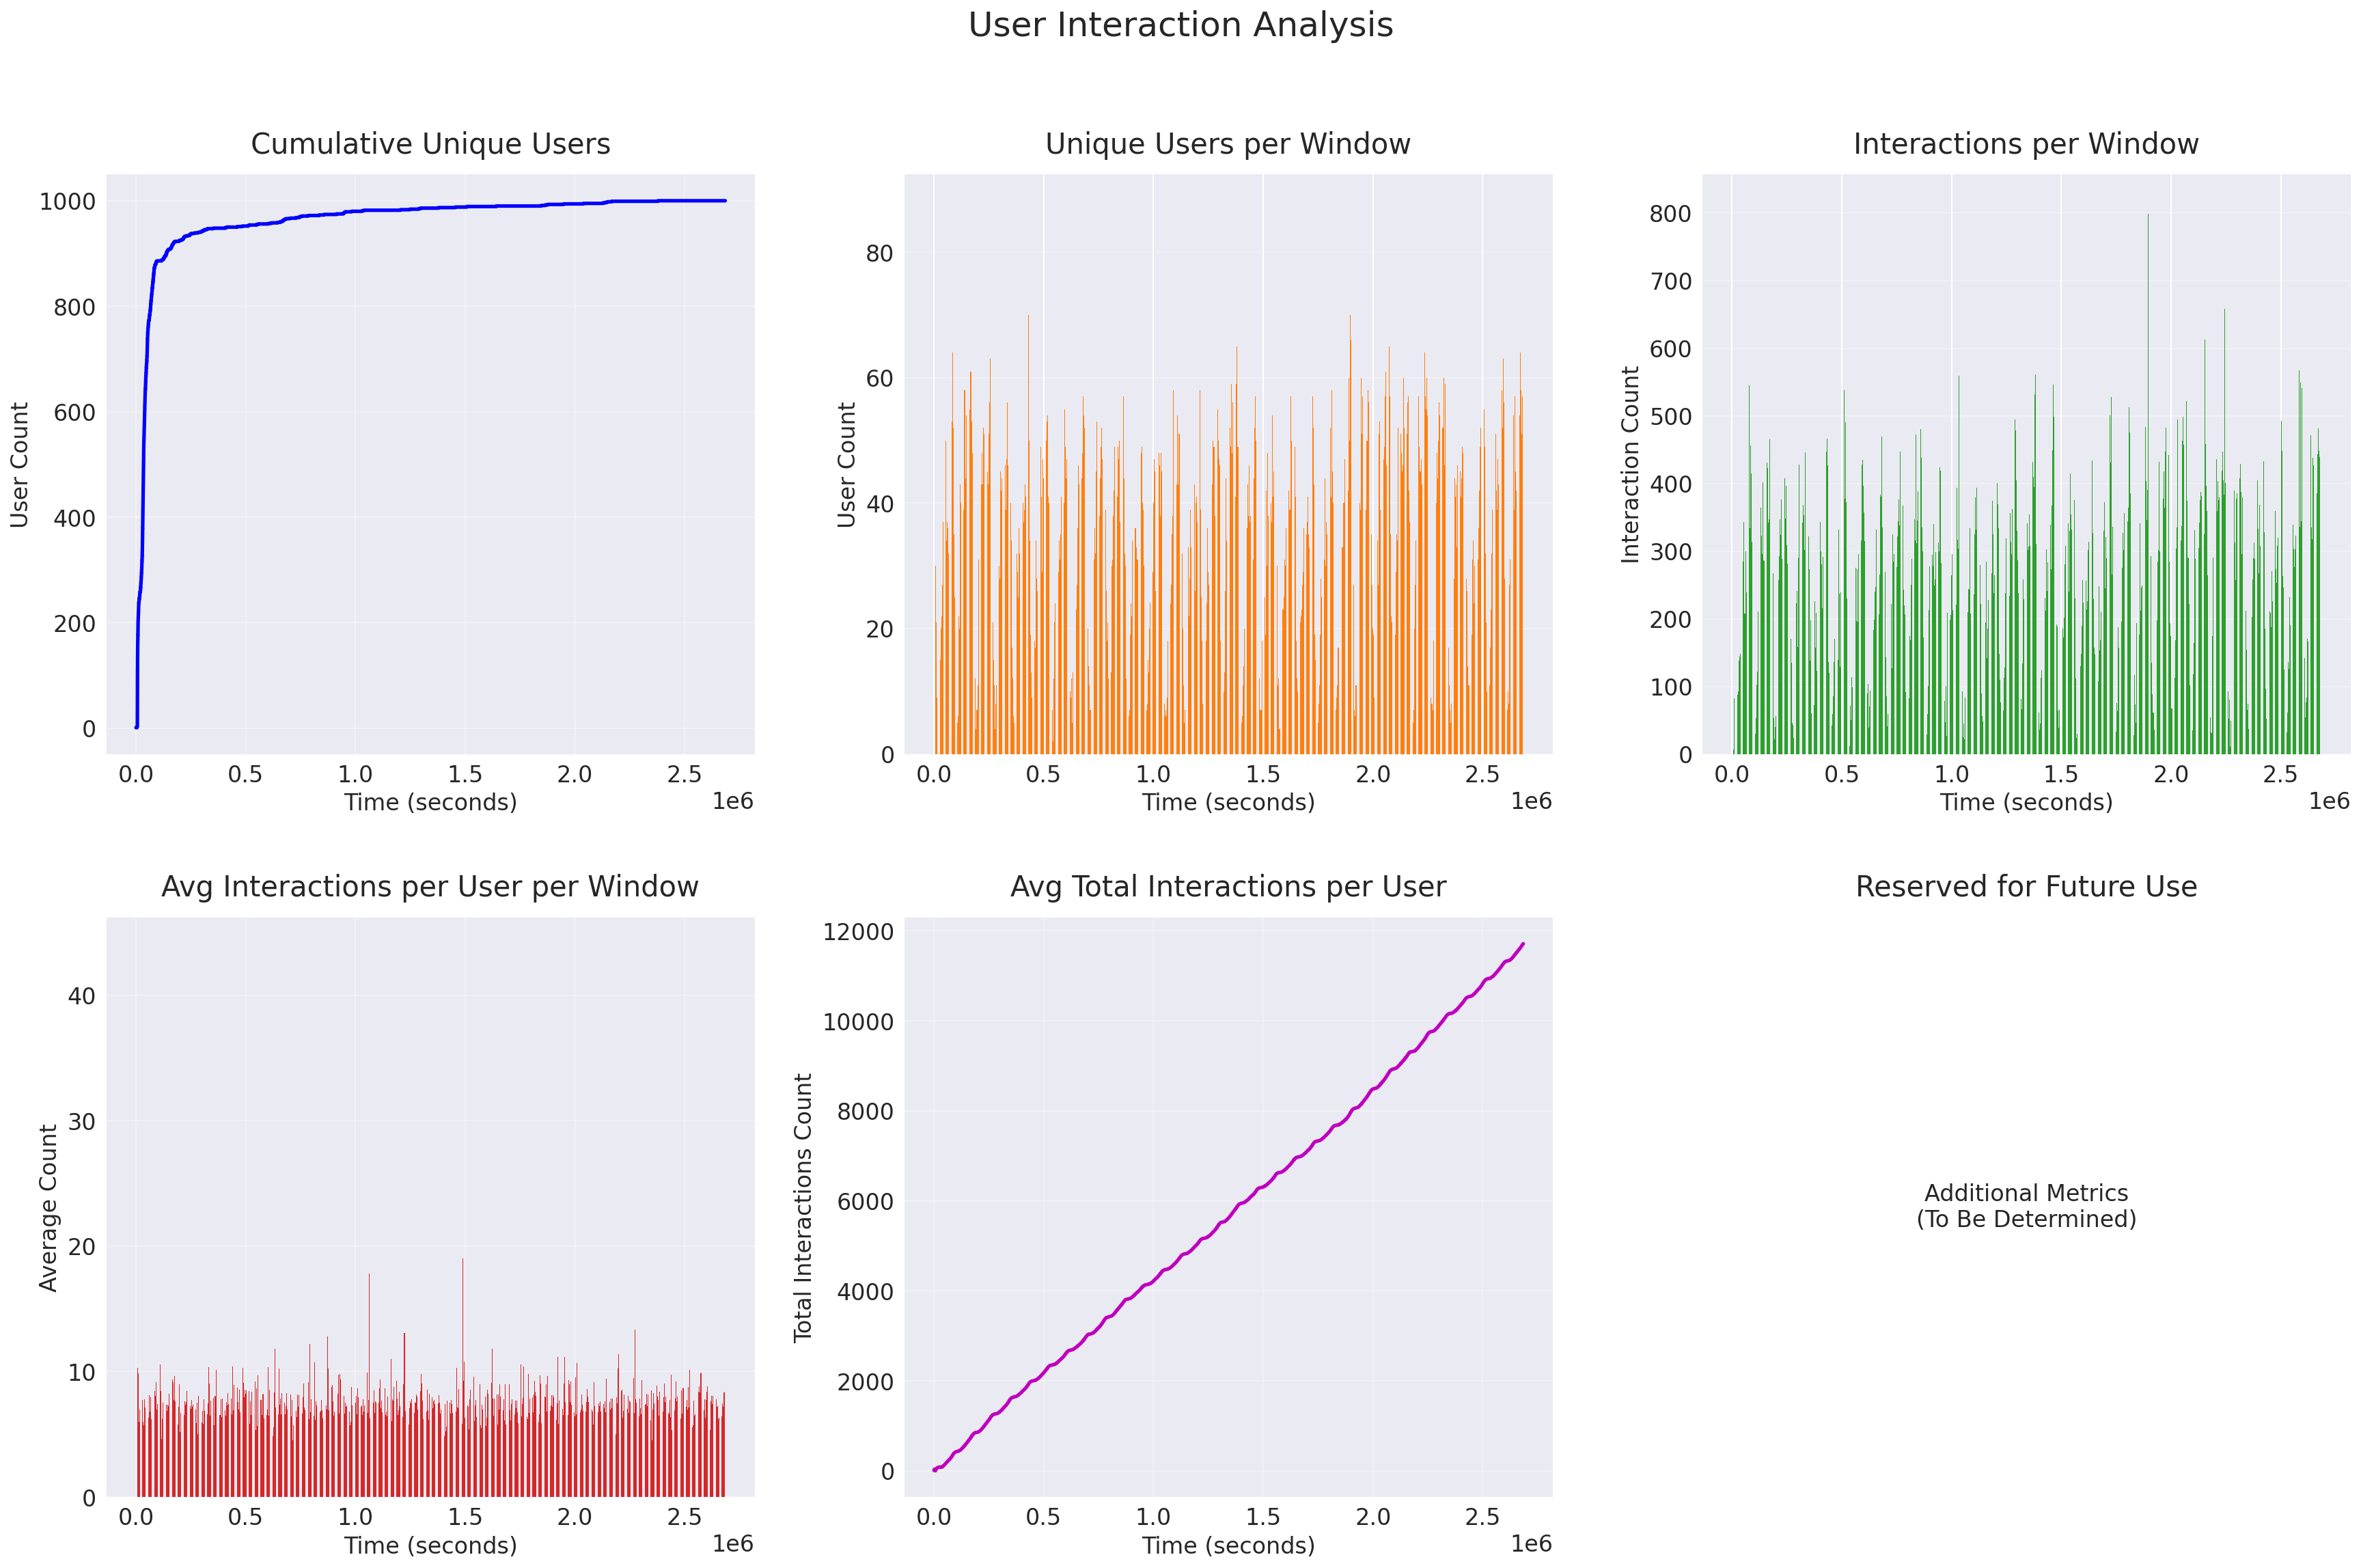 User Interaction Analysis
Cumulative Unique Users
User Count
1000
800
600
400
200
0
0.0 0.5 1.0 1.5 2.0 2.5
1e6
Time (seconds)
Unique Users per Window
User Count
80
60
40
20
0
0.0 0.5 1.0 1.5 2.0 2.5
1e6
Time (seconds)
Interactions per Window
Interaction Count
800
700
600
500
400
300
200
100
0
0.0 0.5 1.0 1.5 2.0 2.5
1e6
Time (seconds)
Avg Interactions per User per Window
Average Count
40
30
20
10
0
0.0 0.5 1.0 1.5 2.0 2.5
1e6
Time (seconds)
Avg Total Interactions per User
Total Interactions Count
12000
10000
8000
6000
4000
2000
0
0.0 0.5 1.0 1.5 2.0 2.5
1e6
Time (seconds)
Reserved for Future Use
Additional Metrics
(To Be Determined)